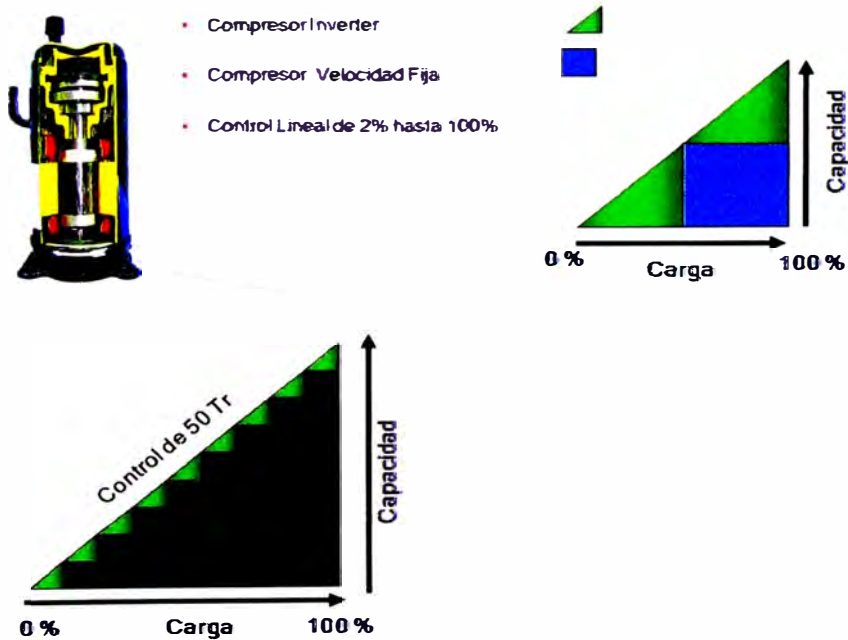 • Compresor Inverter
• Compresor Velocidad Fija
• Control Lineal de 2% hasta 100%
Capacidad
0 % Carga 100 %
Control de 50 Tr
Capacidad
0 % Carga 100 %